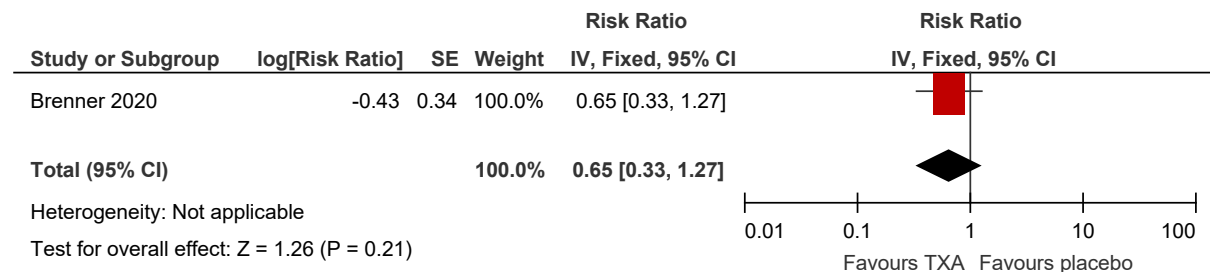 Risk Ratio Risk Ratio
Study or Subgroup log[Risk Ratio] SE Weight IV, Fixed, 95% CI IV, Fixed, 95% CI
Brenner 2020 -0.43 0.34 100.0% 0.65 [0.33, 1.27]
Total (95% CI) 100.0% 0.65 [0.33, 1.27]
Heterogeneity: Not applicable
Test for overall effect: Z = 1.26 (P = 0.21)
0.01 0.1 1 10 100
Favours TXA Favours placebo